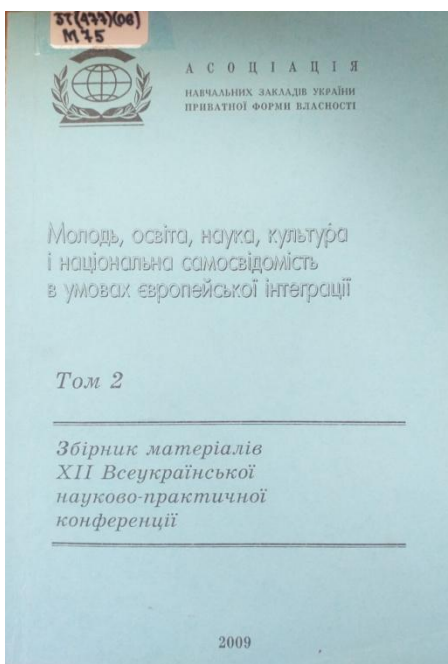 ЗТ(477)(08)
М75
АСОЦІАЦІЯ
НАВЧАЛЬНИХ ЗАКЛАДІВ УКРАЇНИ
ПРИВАТНОЇ ФОРМИ ВЛАСНОСТІ
Молодь, освіта, наука, культура
і національна самосвідомість
в умовах європейської інтеграції
Том 2
Збірник матеріалів
XII Всеукраїнської
науково-практичної
конференції
2009